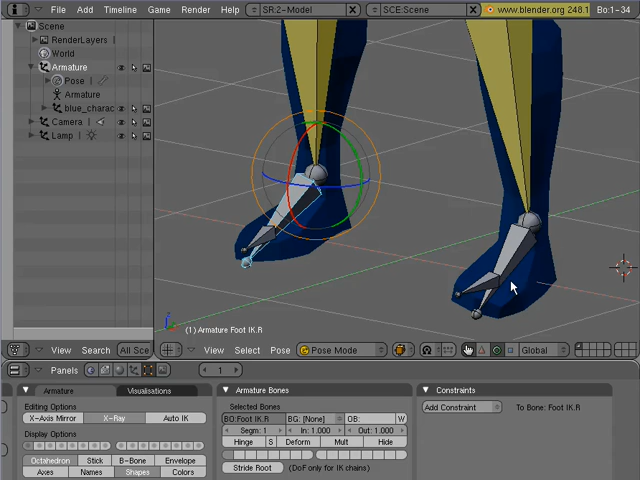 File Add Timeline Game Render Help SR:2-Model SCE:Scene www.blender.org 248.1 Bo:1-34
Scene
RenderLayers
World
Armature
Pose
Armature
blue_charac
Camera
Lamp
(1) Armature Foot IK.R
View Search All Sce View Select Pose Pose Mode Global
Panels 1
Armature Visualisations Armature Bones Constraints
Editing Options Selected Bones Add Constraint To Bone: Foot IK.R
X-Axis Mirror X-Ray Auto IK BO:Foot IK.R BG: [None] OB: W
Segm: 1 In: 1.000 Out: 1.000
Display Options Hinge S Deform Mult Hide
Octahedron Stick B-Bone Envelope
Axes Names Shapes Colors Stride Root (DoF only for IK chains)